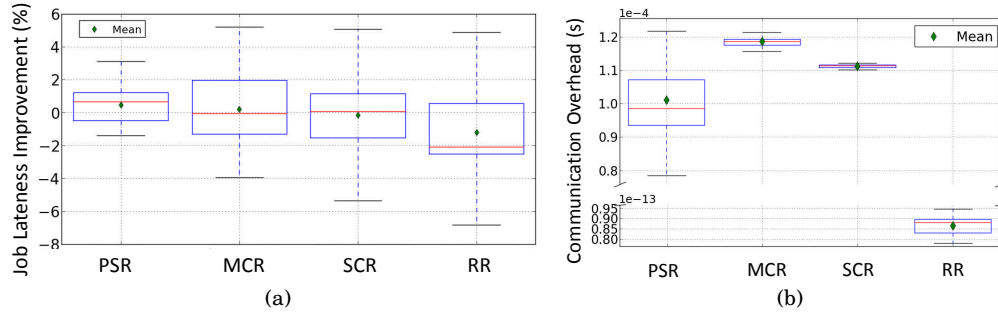 Job Lateness Improvement (%)
6
4
2
0
−2
−4
−6
−8
Mean
PSR MCR SCR RR
(a)
Communication Overhead (s)
1e−4
1.2
1.1
1.0
0.9
0.8
1e−13
0.95
0.90
0.85
0.80
Mean
PSR MCR SCR RR
(b)